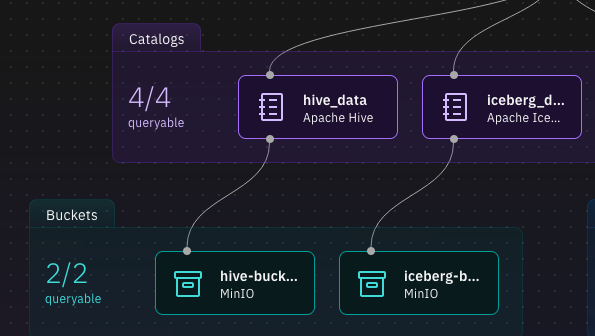 Catalogs
4/4
queryable
hive_data
Apache Hive
iceberg_d...
Apache Ice...
Buckets
2/2
queryable
hive-buck...
MinIO
iceberg-b...
MinIO